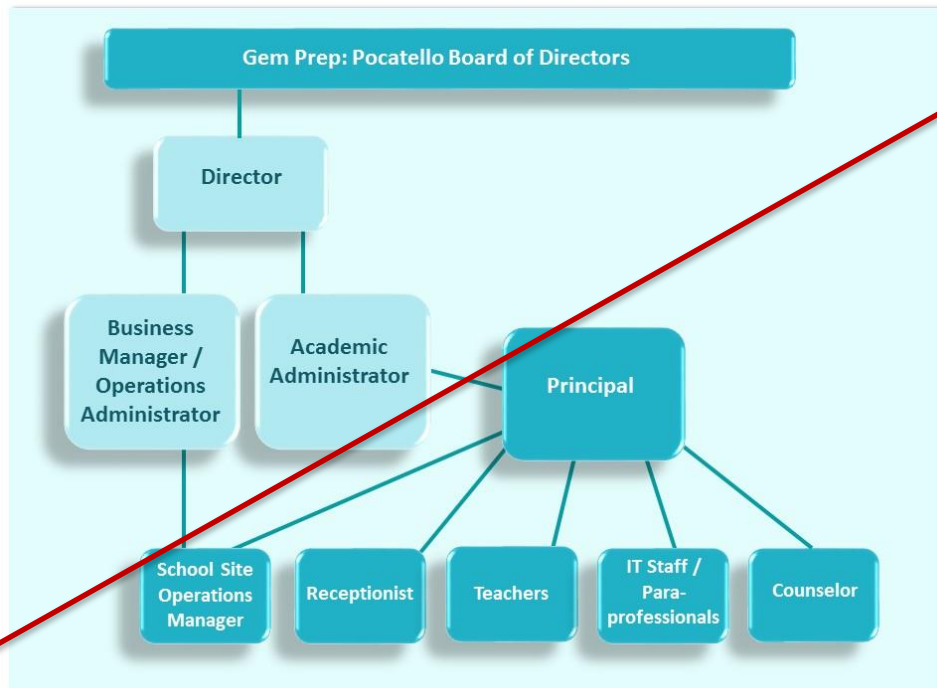 Gem Prep: Pocatello Board of Directors
Director
Business
Manager /
Operations
Administrator
Academic
Administrator
Principal
School Site
Operations
Manager
Receptionist
Teachers
IT Staff /
Para-
professionals
Counselor